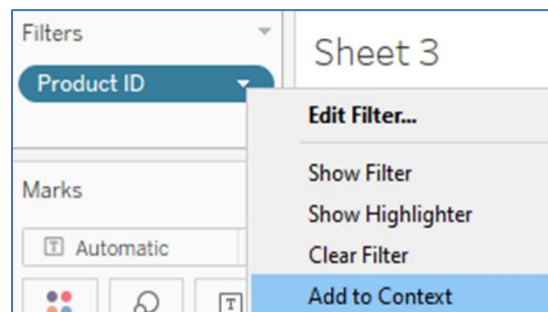 Filters
Sheet 3
Product ID
Edit Filter...
Show Filter
Marks
Show Highlighter
T Automatic
Clear Filter
T
Add to Context